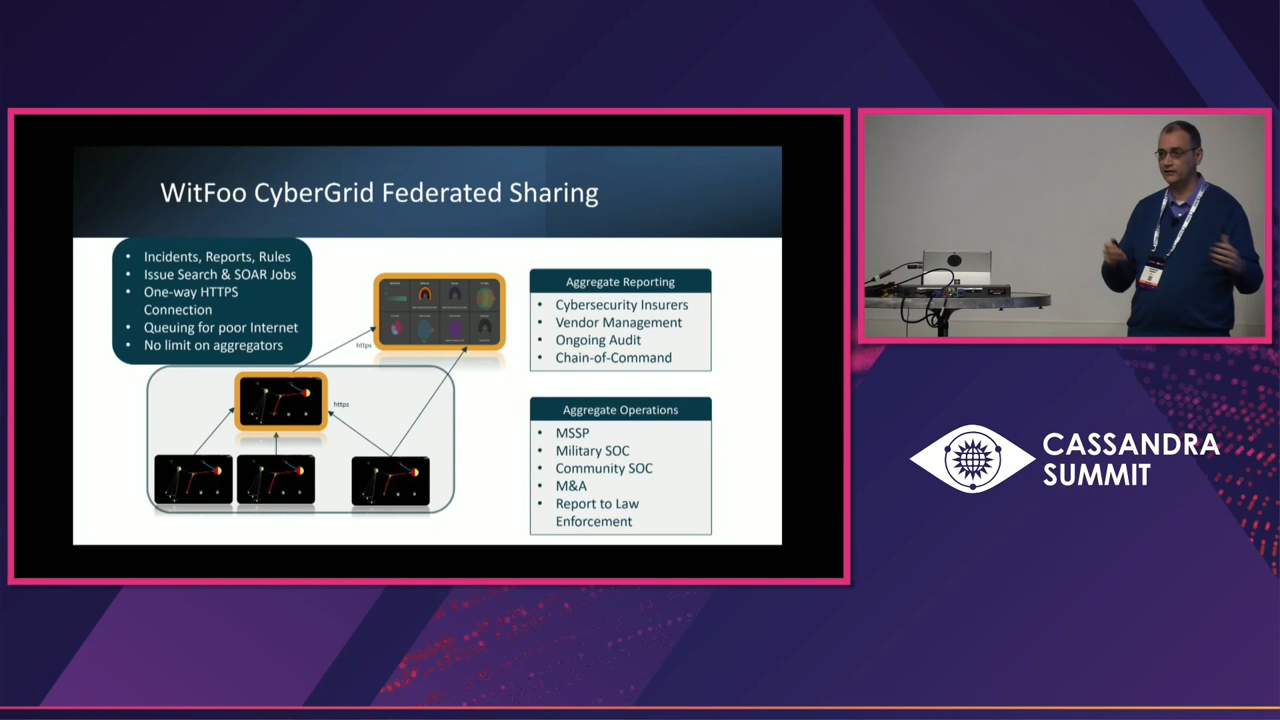 WitFoo CyberGrid Federated Sharing
• Incidents, Reports, Rules
• Issue Search & SOAR Jobs
• One-way HTTPS
Connection
• Queuing for poor Internet
• No limit on aggregators
https
https
Aggregate Reporting
• Cybersecurity Insurers
• Vendor Management
• Ongoing Audit
• Chain-of-Command
Aggregate Operations
• MSSP
• Military SOC
• Community SOC
• M&A
• Report to Law
Enforcement
CASSANDRA
SUMMIT